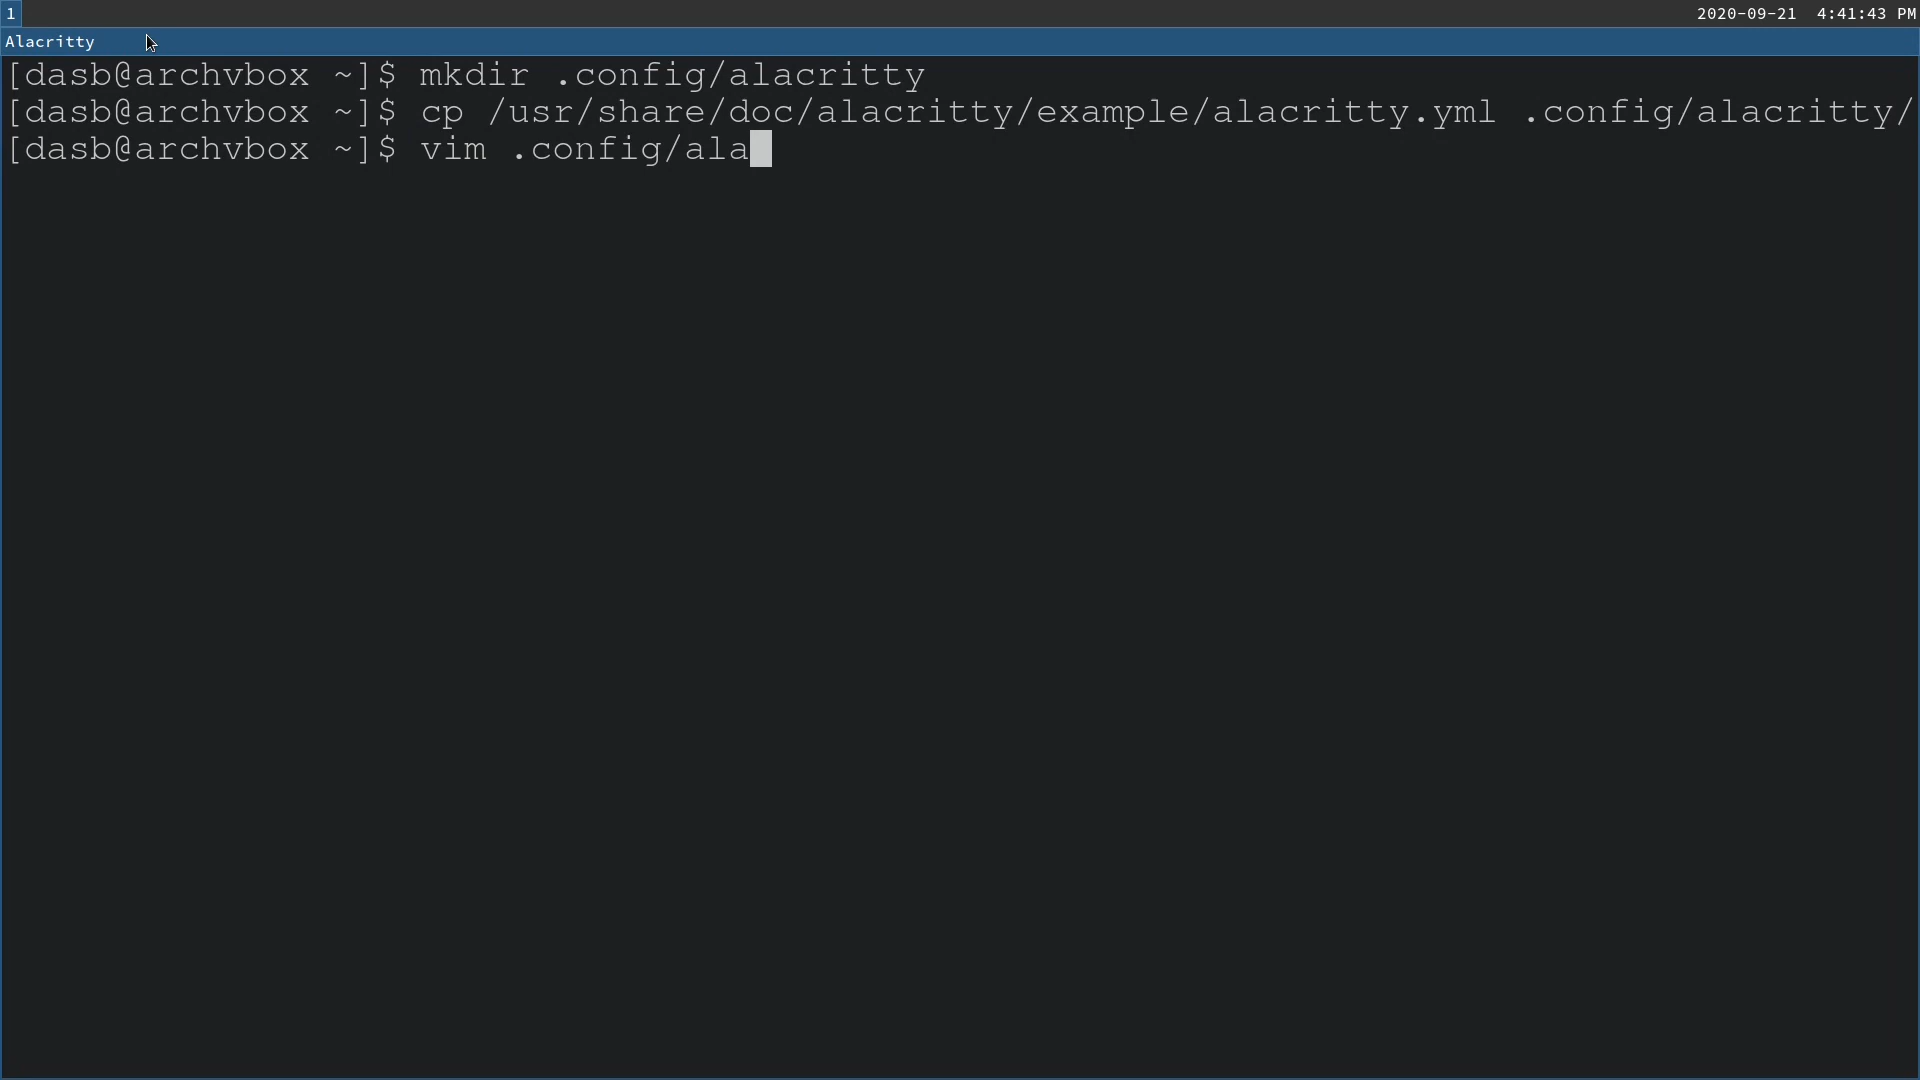 1
2020-09-21 4:41:43 PM
Alacritty
[dasb@archvbox ~]$ mkdir .config/alacritty
[dasb@archvbox ~]$ cp /usr/share/doc/alacritty/example/alacritty.yml .config/alacritty/
[dasb@archvbox ~]$ vim .config/ala